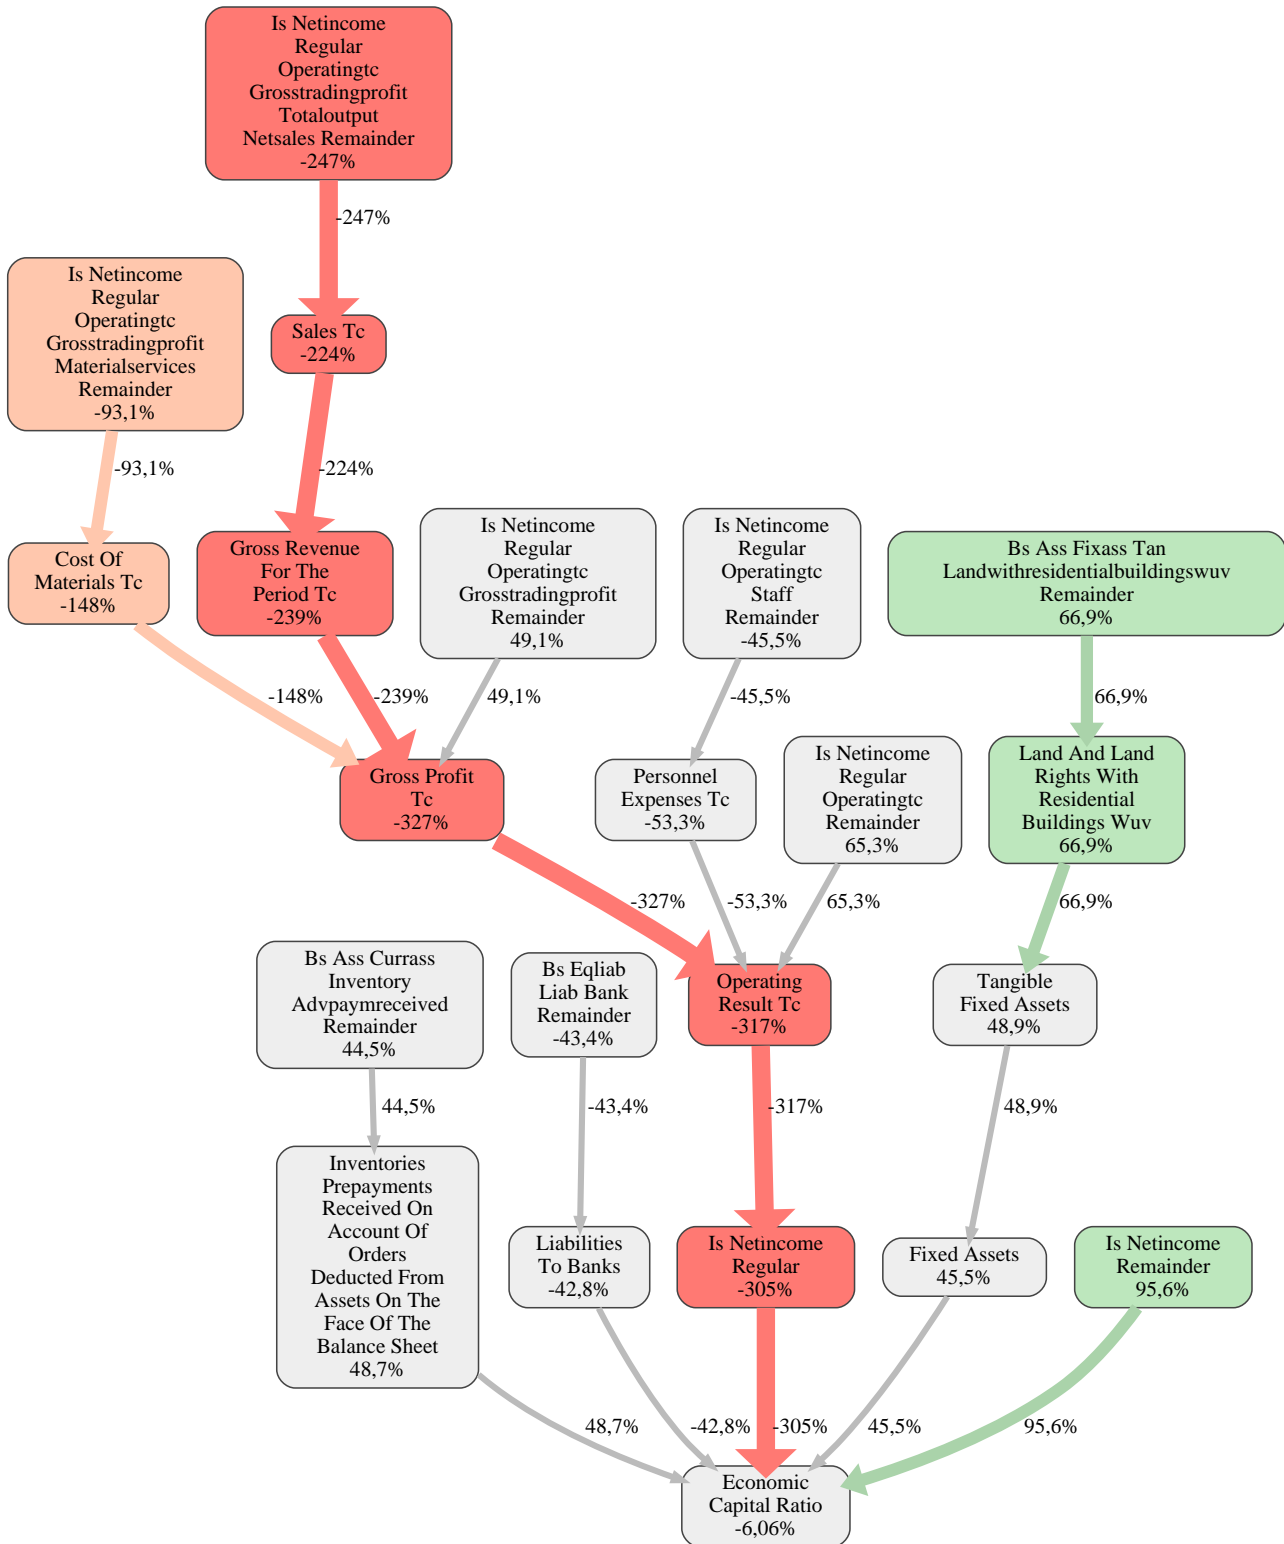 Is Netincome
Regular
Operatingtc
Grosstradingprofit
Totaloutput
Netsales Remainder
-247%
-247%
Is Netincome
Regular
Operatingtc
Grosstradingprofit
Materialservices
Remainder
-93,1%
Sales Tc
-224%
-93,1%
-224%
Cost Of
Materials Tc
-148%
Gross Revenue
For The
Period Tc
-239%
Is Netincome
Regular
Operatingtc
Grosstradingprofit
Remainder
49,1%
Is Netincome
Regular
Operatingtc
Staff
Remainder
-45,5%
Bs Ass Fixass Tan
Landwithresidentialbuildingswuv
Remainder
66,9%
-148%
-239%
49,1%
-45,5%
66,9%
Gross Profit
Tc
-327%
Personnel
Expenses Tc
-53,3%
Is Netincome
Regular
Operatingtc
Remainder
65,3%
Land And Land
Rights With
Residential
Buildings Wuv
66,9%
-327%
-53,3%
65,3%
66,9%
Bs Ass Currass
Inventory
Advpaymreceived
Remainder
44,5%
Bs Eqliab
Liab Bank
Remainder
-43,4%
Operating
Result Tc
-317%
Tangible
Fixed Assets
48,9%
44,5%
-43,4%
-317%
48,9%
Inventories
Prepayments
Received On
Account Of
Orders
Deducted From
Assets On The
Face Of The
Balance Sheet
48,7%
Liabilities
To Banks
-42,8%
Is Netincome
Regular
-305%
Fixed Assets
45,5%
Is Netincome
Remainder
95,6%
48,7%
-42,8%
-305%
45,5%
95,6%
Economic
Capital Ratio
-6,06%